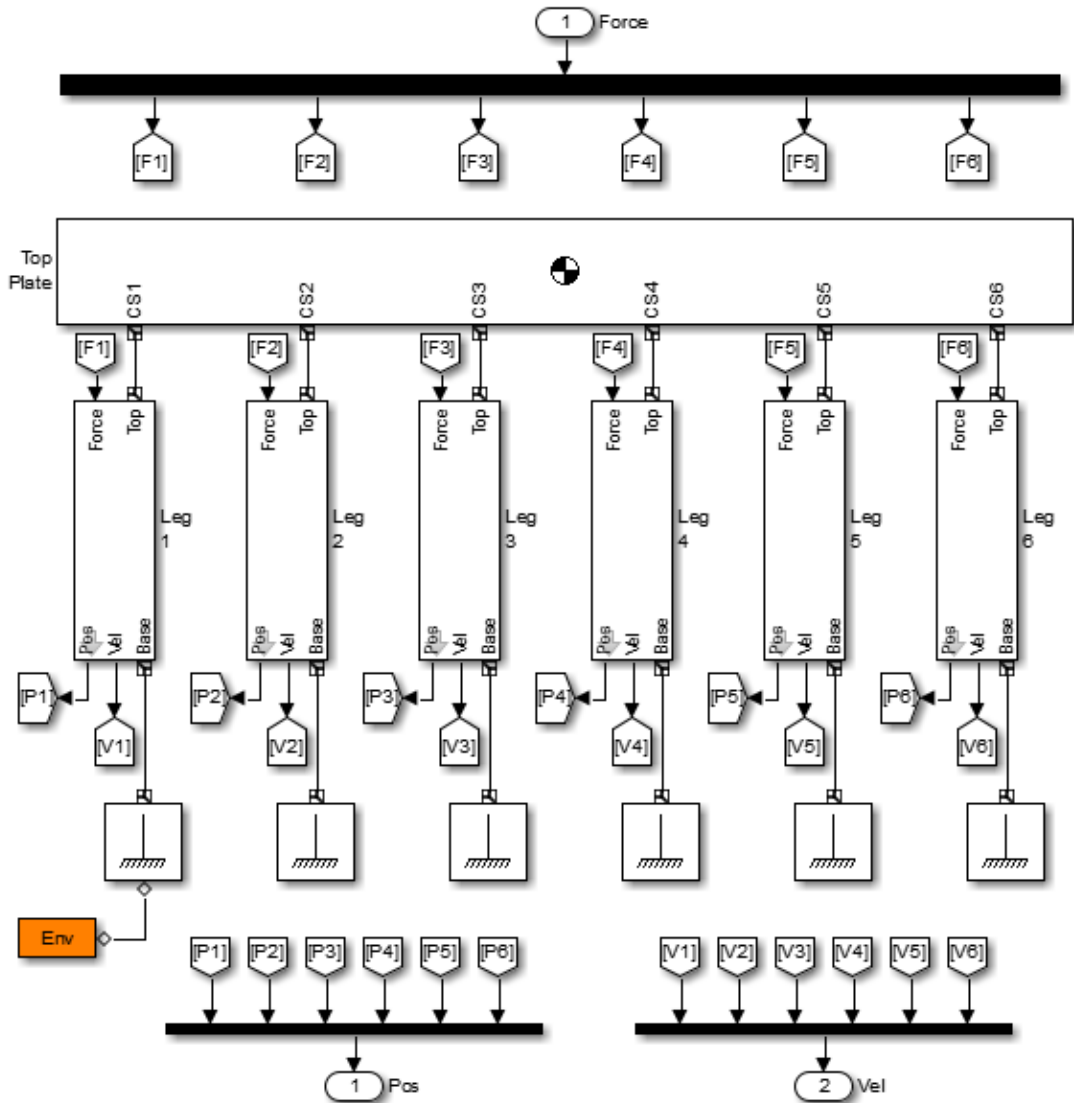 1 Force
[F1] [F2] [F3] [F4] [F5] [F6]
Top
Plate
CS1 CS2 CS3 CS4 CS5 CS6
[F1] [F2] [F3] [F4] [F5] [F6]
Force Top Force Top Force Top Force Top Force Top Force Top
Leg Leg Leg Leg Leg Leg
1 2 3 4 5 6
Pos Vel Base Pos Vel Base Pos Vel Base Pos Vel Base Pos Vel Base Pos Vel Base
[P1] [P2] [P3] [P4] [P5] [P6]
[V1] [V2] [V3] [V4] [V5] [V6]
Env
[P1] [P2] [P3] [P4] [P5] [P6] [V1] [V2] [V3] [V4] [V5] [V6]
1 Pos 2 Vel